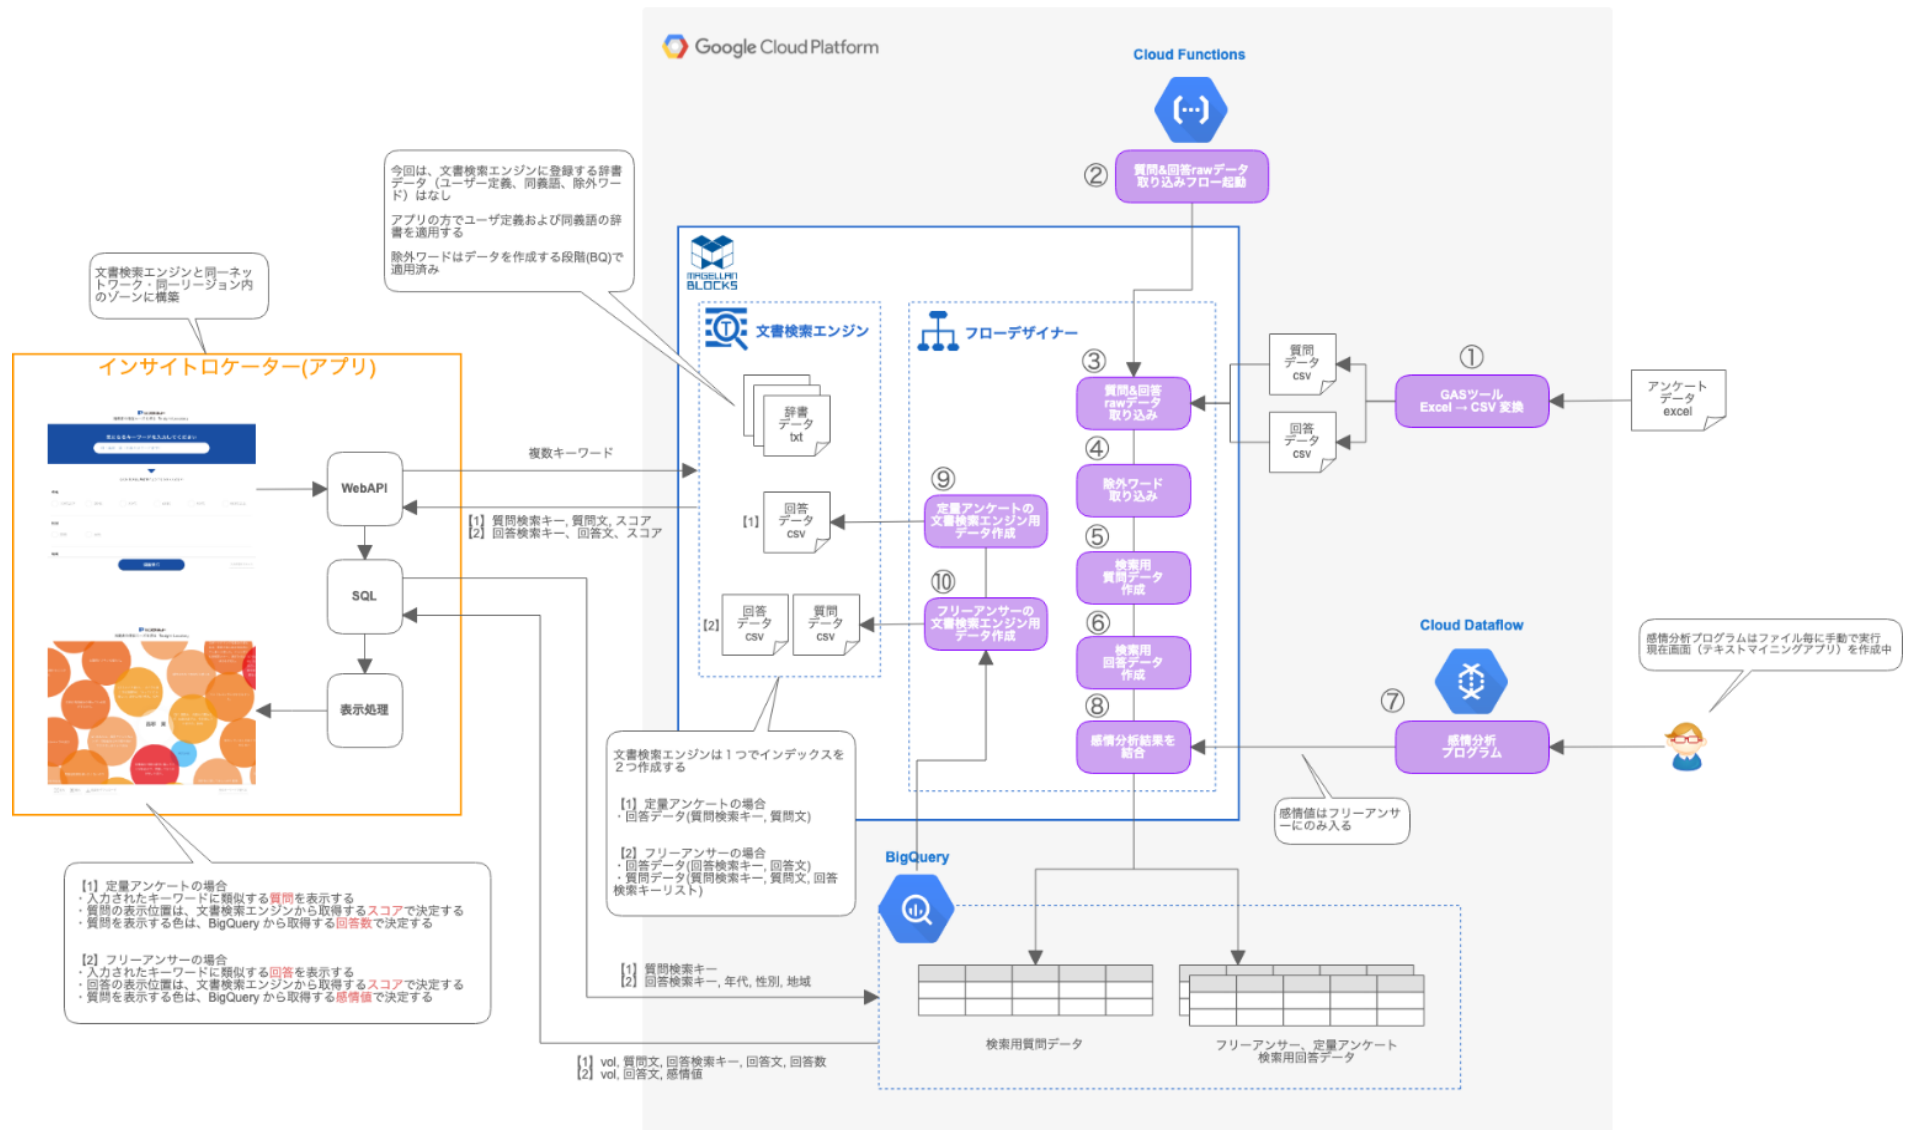 Google Cloud Platform
Cloud Functions
②
質問&回答rawデータ
取り込みフロー起動
今回は、文書検索エンジンに登録する辞書
データ（ユーザー定義、同義語、除外ワー
ド）はなし
アプリの方でユーザ定義および同義語の辞
書を適用する
除外ワードはデータを作成する段階(BQ)で
適用済み
文書検索エンジンと同一ネッ
トワーク・同一リージョン内
のゾーンに構築
MAGELLAN
BLOCKS
文書検索エンジン
フローデザイナー
インサイトロケーター(アプリ)
気になるキーワードを入力してください
WebAPI
SQL
表示処理
複数キーワード
【1】質問検索キー, 質問文, スコア
【2】回答検索キー、回答文、スコア
辞書
データ
txt
【1】
回答
データ
csv
【2】
回答
データ
csv
質問
データ
csv
③
質問&回答
rawデータ
取り込み
④
除外ワード
取り込み
⑤
検索用
質問データ
作成
⑥
検索用
回答データ
作成
⑧
感情分析結果を
結合
⑨
定量アンケートの
文書検索エンジン用
データ作成
⑩
フリーアンサーの
文書検索エンジン用
データ作成
質問
データ
csv
回答
データ
csv
①
GASツール
Excel → CSV 変換
アンケート
データ
excel
Cloud Dataflow
⑦
感情分析
プログラム
感情分析プログラムはファイル毎に手動で実行
現在画面（テキストマイニングアプリ）を作成中
感情値はフリーアンサ
ーにのみ入る
文書検索エンジンは１つでインデックスを
２つ作成する
【1】定量アンケートの場合
・回答データ(質問検索キー, 質問文)
【2】フリーアンサーの場合
・回答データ(回答検索キー, 回答文)
・質問データ(質問検索キー, 質問文, 回答
検索キーリスト)
BigQuery
【1】定量アンケートの場合
・入力されたキーワードに類似する質問を表示する
・質問の表示位置は、文書検索エンジンから取得するスコアで決定する
・質問を表示する色は、BigQuery から取得する回答数で決定する
【2】フリーアンサーの場合
・入力されたキーワードに類似する回答を表示する
・回答の表示位置は、文書検索エンジンから取得するスコアで決定する
・質問を表示する色は、BigQuery から取得する感情値で決定する
【1】質問検索キー
【2】回答検索キー, 年代, 性別, 地域
【1】vol, 質問文, 回答検索キー, 回答文, 回答数
【2】vol, 回答文, 感情値
検索用質問データ
フリーアンサー、定量アンケート
検索用回答データ